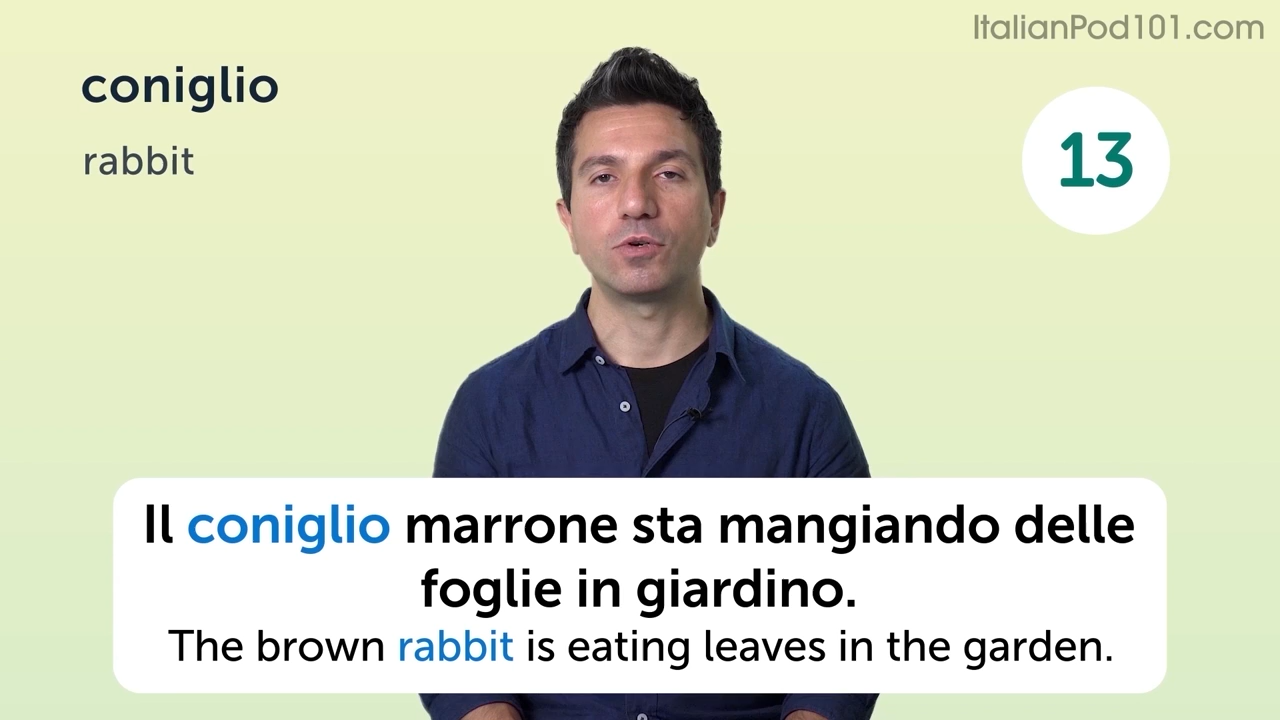 ItalianPod101.com
coniglio
rabbit
13
Il coniglio marrone sta mangiando delle
foglie in giardino.
The brown rabbit is eating leaves in the garden.